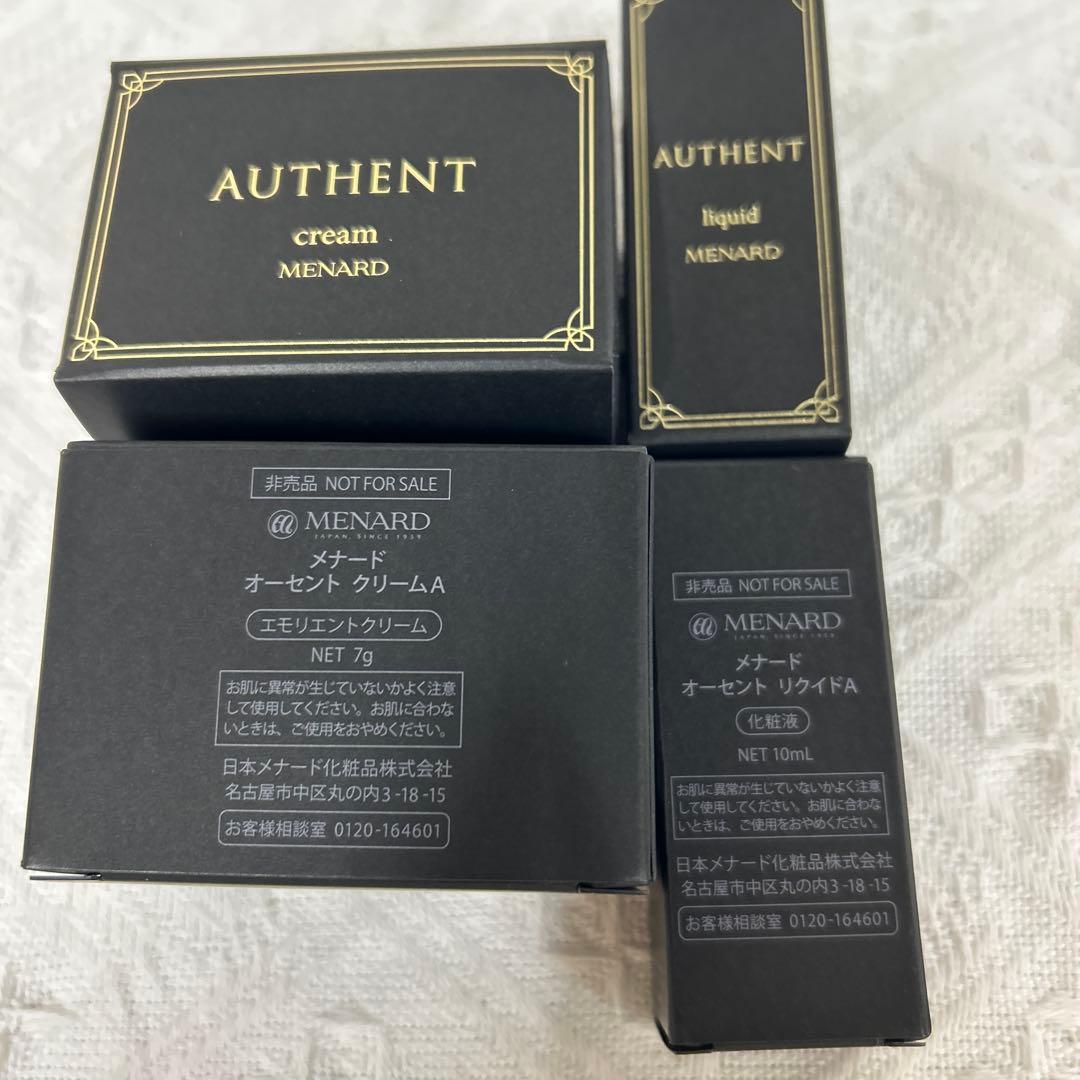 AUTHENT
cream
MENARD
AUTHENT
liquid
MENARD
非売品 NOT FOR SALE
MENARD
JAPAN, SINCE 1959
メナード
オーセント クリームA
エモリエントクリーム
NET 7g
お肌に異常が生じていないかよく注意
して使用してください。お肌に合わな
いときは、ご使用をおやめください。
日本メナード化粧品株式会社
名古屋市中区丸の内3-18-15
お客様相談室 0120-164601
非売品 NOT FOR SALE
MENARD
JAPAN, SINCE 1959
メナード
オーセント リクイドA
化粧液
NET 10mL
お肌に異常が生じていないかよく注意
して使用してください。お肌に合わな
いときは、ご使用をおやめください。
日本メナード化粧品株式会社
名古屋市中区丸の内3-18-15
お客様相談室 0120-164601